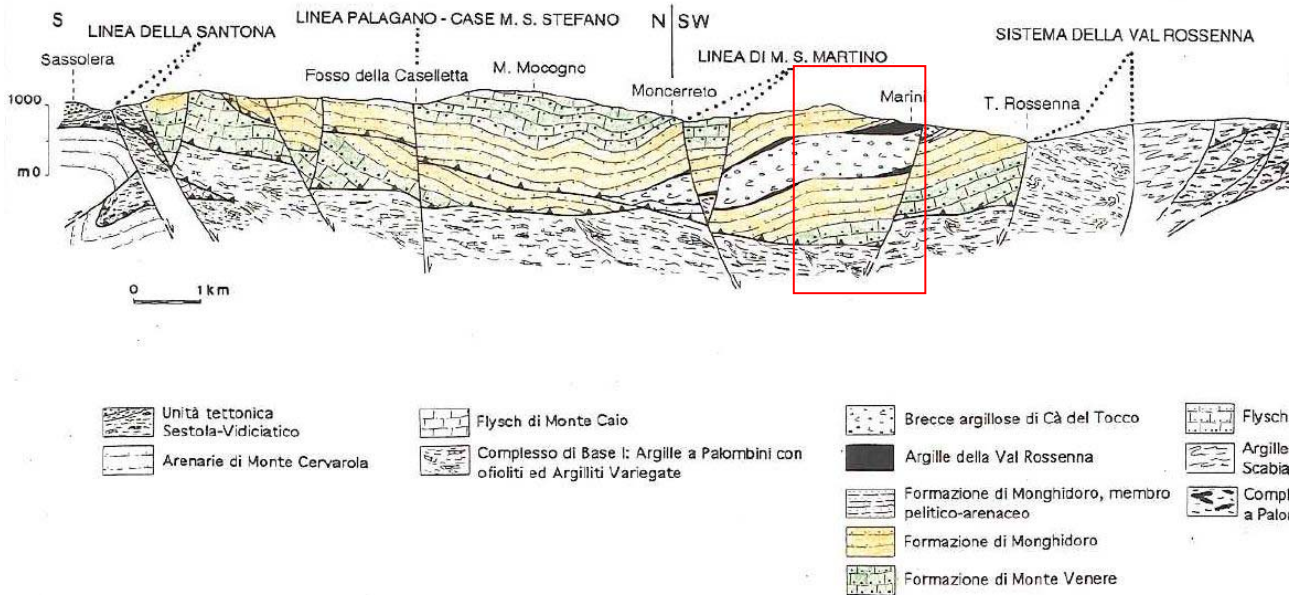 S
LINEA DELLA SANTONA
LINEA PALAGANO - CASE M. S. STEFANO
N SW
LINEA DI M. S. MARTINO
SISTEMA DELLA VAL ROSSENNA
Sassolera
Fosso della Caselletta
M. Mocogno
Moncerreto
Marini
T. Rossenna
1000
m 0
0 1 km
Unità tettonica
Sestola-Vidiciatico
Arenarie di Monte Cervarola
Flysch di Monte Caio
Complesso di Base I: Argille a Palombini con
ofioliti ed Argilliti Variegate
Brecce argillose di Cà del Tocco
Argille della Val Rossenna
Formazione di Monghidoro, membro
pelitico-arenaceo
Formazione di Monghidoro
Formazione di Monte Venere
Flysch
Argille
Scabia
Compl
a Palo